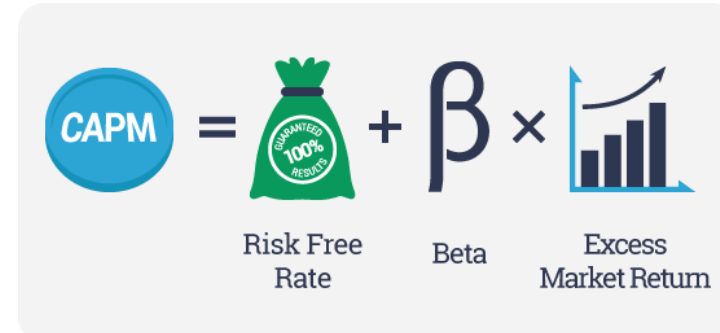 CAPM = GUARANTEED 100% RESULTS + β ×
Risk Free
Rate
Beta
Excess
Market Return